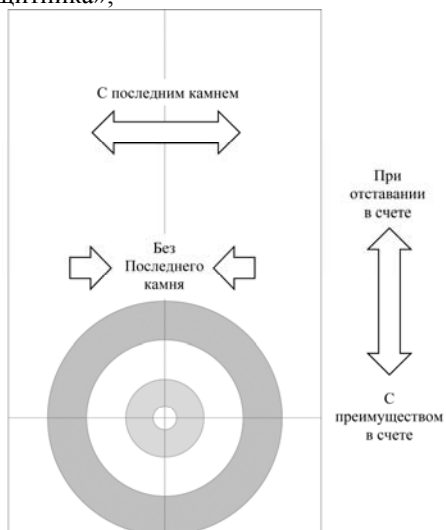 щитника»,
С последним камнем
При
отставании
в счете
Без
Последнего
камня
С
преимуществом
в счете